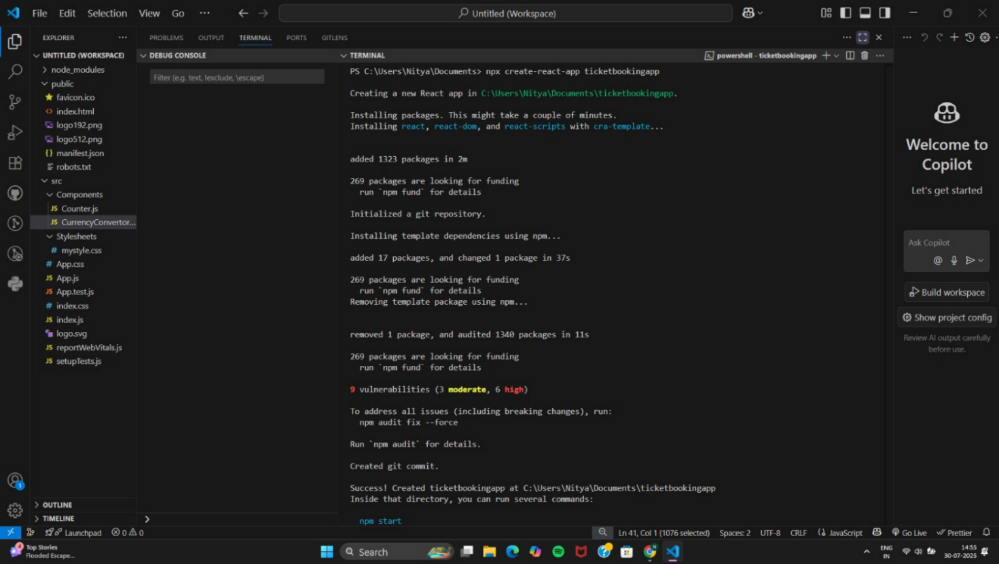 File Edit Selection View Go ···
Untitled (Workspace)
EXPLORER ···
UNTITLED (WORKSPACE)
node_modules
public
favicon.ico
<> index.html
logo192.png
logo512.png
{} manifest.json
robots.txt
src
Components
JS Counter.js
JS CurrencyConvertor...
Stylesheets
# mystyle.css
# App.css
JS App.js
JS App.test.js
# index.css
JS index.js
logo.svg
JS reportWebVitals.js
JS setupTests.js
OUTLINE
TIMELINE
PROBLEMS OUTPUT TERMINAL PORTS GITLENS
DEBUG CONSOLE
Filter (e.g. text, !exclude, \escape)
TERMINAL
powershell - ticketbookingapp
PS C:\Users\Nitya\Documents> npx create-react-app ticketbookingapp
Creating a new React app in C:\Users\Nitya\Documents\ticketbookingapp.
Installing packages. This might take a couple of minutes.
Installing react, react-dom, and react-scripts with cra-template...
added 1323 packages in 2m
269 packages are looking for funding
run `npm fund` for details
Initialized a git repository.
Installing template dependencies using npm...
added 17 packages, and changed 1 package in 37s
269 packages are looking for funding
run `npm fund` for details
Removing template package using npm...
removed 1 package, and audited 1340 packages in 11s
269 packages are looking for funding
run `npm fund` for details
9 vulnerabilities (3 moderate, 6 high)
To address all issues (including breaking changes), run:
npm audit fix --force
Run `npm audit` for details.
Created git commit.
Success! Created ticketbookingapp at C:\Users\Nitya\Documents\ticketbookingapp
Inside that directory, you can run several commands:
npm start
Welcome to
Copilot
Let's get started
Ask Copilot
@
Build workspace
Show project config
Review AI output carefully
before use.
1
Launchpad 0 0
Ln 41, Col 1 (1076 selected) Spaces: 2 UTF-8 CRLF JavaScript Go Live Prettier
4
Top Stories
Flooded Escape...
Search
ENG
IN
14:55
30-07-2025